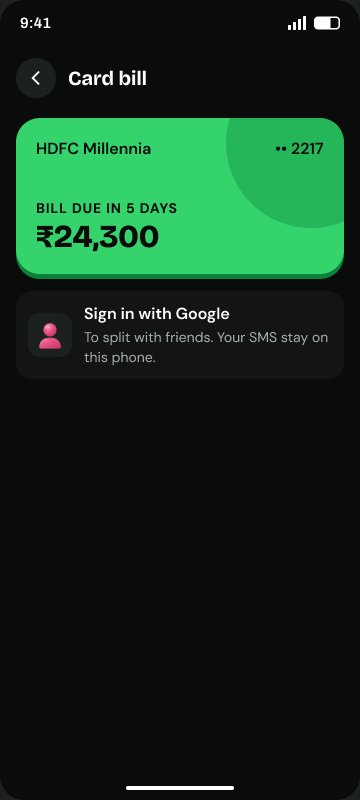 9:41
Card bill
HDFC Millennia
•• 2217
BILL DUE IN 5 DAYS
₹24,300
Sign in with Google
To split with friends. Your SMS stay on
this phone.